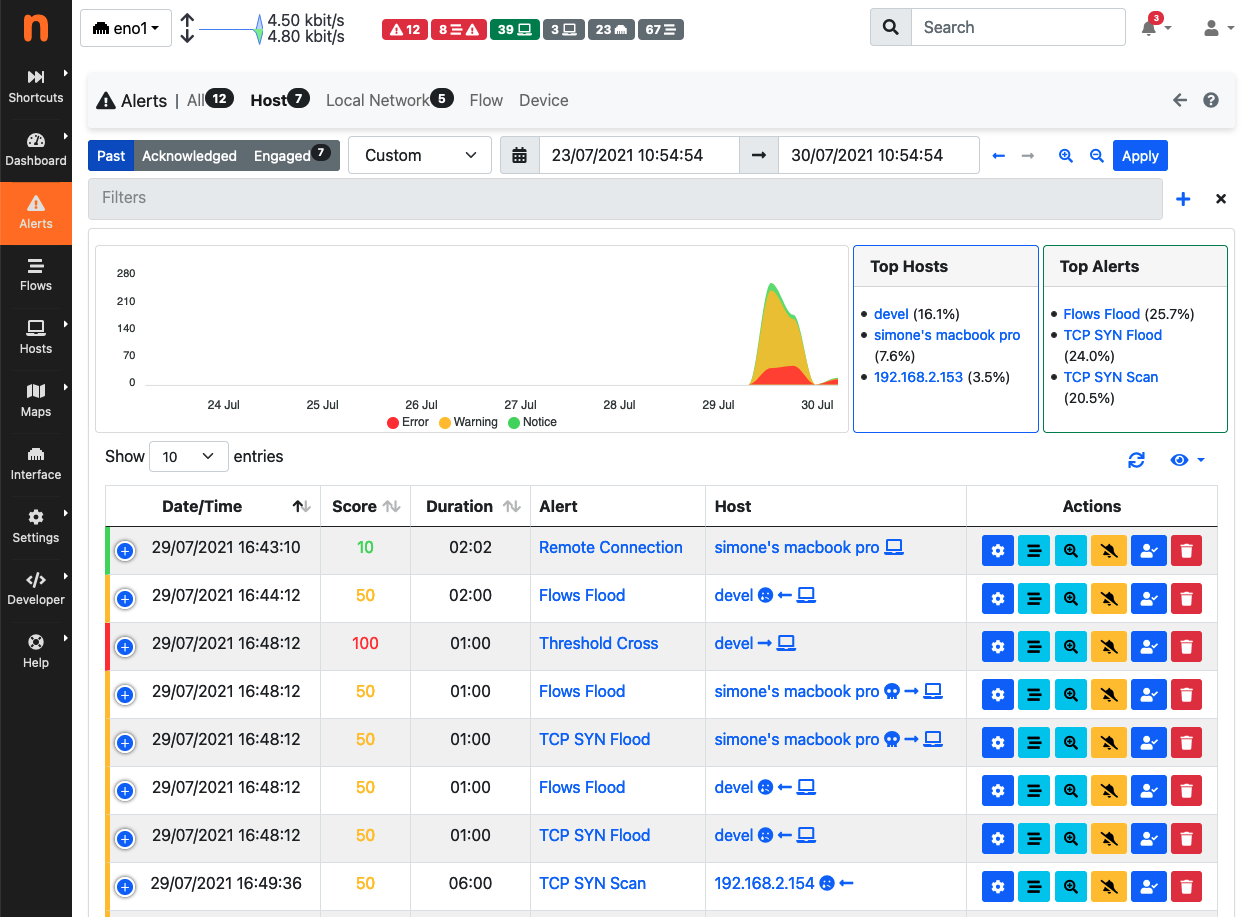 n
eno1
4.50 kbit/s
4.80 kbit/s
12
8
39
3
23
67
Search
3
Shortcuts
Dashboard
Alerts
Flows
Hosts
Maps
Interface
Settings
Developer
Help
Alerts | All 12 Host 7 Local Network 5 Flow Device
Past Acknowledged Engaged 7
Custom
23/07/2021 10:54:54
30/07/2021 10:54:54
Apply
Filters
280
210
140
70
0
24 Jul 25 Jul 26 Jul 27 Jul 28 Jul 29 Jul 30 Jul
Error Warning Notice
Top Hosts
devel (16.1%)
simone's macbook pro
(7.6%)
192.168.2.153 (3.5%)
Top Alerts
Flows Flood (25.7%)
TCP SYN Flood
(24.0%)
TCP SYN Scan
(20.5%)
Show 10 entries
Date/Time Score Duration Alert Host Actions
29/07/2021 16:43:10 10 02:02 Remote Connection simone's macbook pro
29/07/2021 16:44:12 50 02:00 Flows Flood devel
29/07/2021 16:48:12 100 01:00 Threshold Cross devel
29/07/2021 16:48:12 50 01:00 Flows Flood simone's macbook pro
29/07/2021 16:48:12 50 01:00 TCP SYN Flood simone's macbook pro
29/07/2021 16:48:12 50 01:00 Flows Flood devel
29/07/2021 16:48:12 50 01:00 TCP SYN Flood devel
29/07/2021 16:49:36 50 06:00 TCP SYN Scan 192.168.2.154